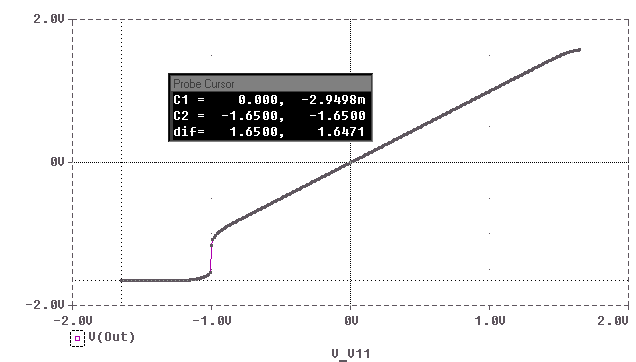 2.0V
Probe Cursor
C1 = 0.000, -2.9498m
C2 = -1.6500, -1.6500
dif= 1.6500, 1.6471
0V
-2.0V
-2.0V -1.0V 0V 1.0V 2.0V
V(Out)
V_V11